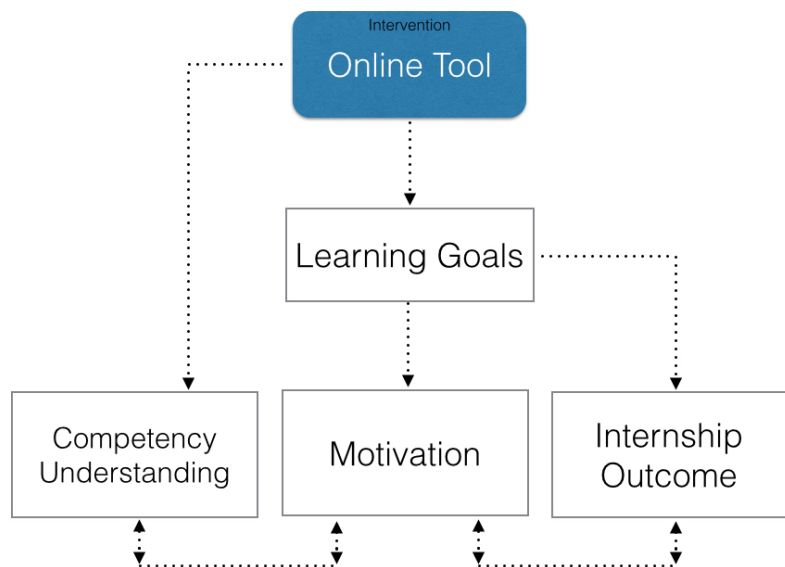 Intervention
Online Tool
Learning Goals
Competency
Understanding
Motivation
Internship
Outcome